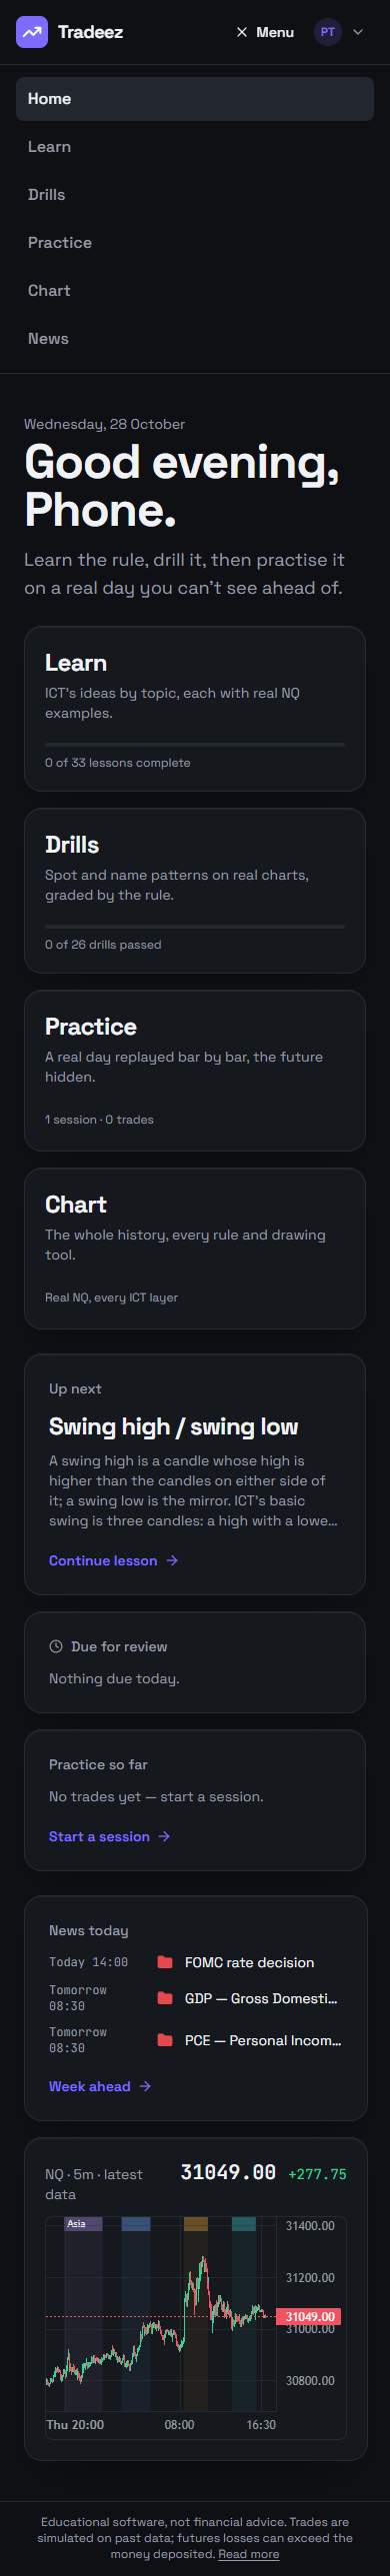 Tradeez
Menu
PT
Home
Learn
Drills
Practice
Chart
News
Wednesday, 28 October
Good evening,
Phone.
Learn the rule, drill it, then practise it
on a real day you can't see ahead of.
Learn
ICT's ideas by topic, each with real NQ
examples.
0 of 33 lessons complete
Drills
Spot and name patterns on real charts,
graded by the rule.
0 of 26 drills passed
Practice
A real day replayed bar by bar, the future
hidden.
1 session · 0 trades
Chart
The whole history, every rule and drawing
tool.
Real NQ, every ICT layer
Up next
Swing high / swing low
A swing high is a candle whose high is
higher than the candles on either side of
it; a swing low is the mirror. ICT's basic
swing is three candles: a high with a lowe…
Continue lesson →
Due for review
Nothing due today.
Practice so far
No trades yet — start a session.
Start a session →
News today
Today 14:00 FOMC rate decision
Tomorrow
08:30 GDP — Gross Domesti…
Tomorrow
08:30 PCE — Personal Incom…
Week ahead →
NQ · 5m · latest
data
31049.00 +277.75
Asia
31400.00
31200.00
31049.00
31000.00
30800.00
Thu 20:00 08:00 16:30
Educational software, not financial advice. Trades are
simulated on past data; futures losses can exceed the
money deposited. Read more